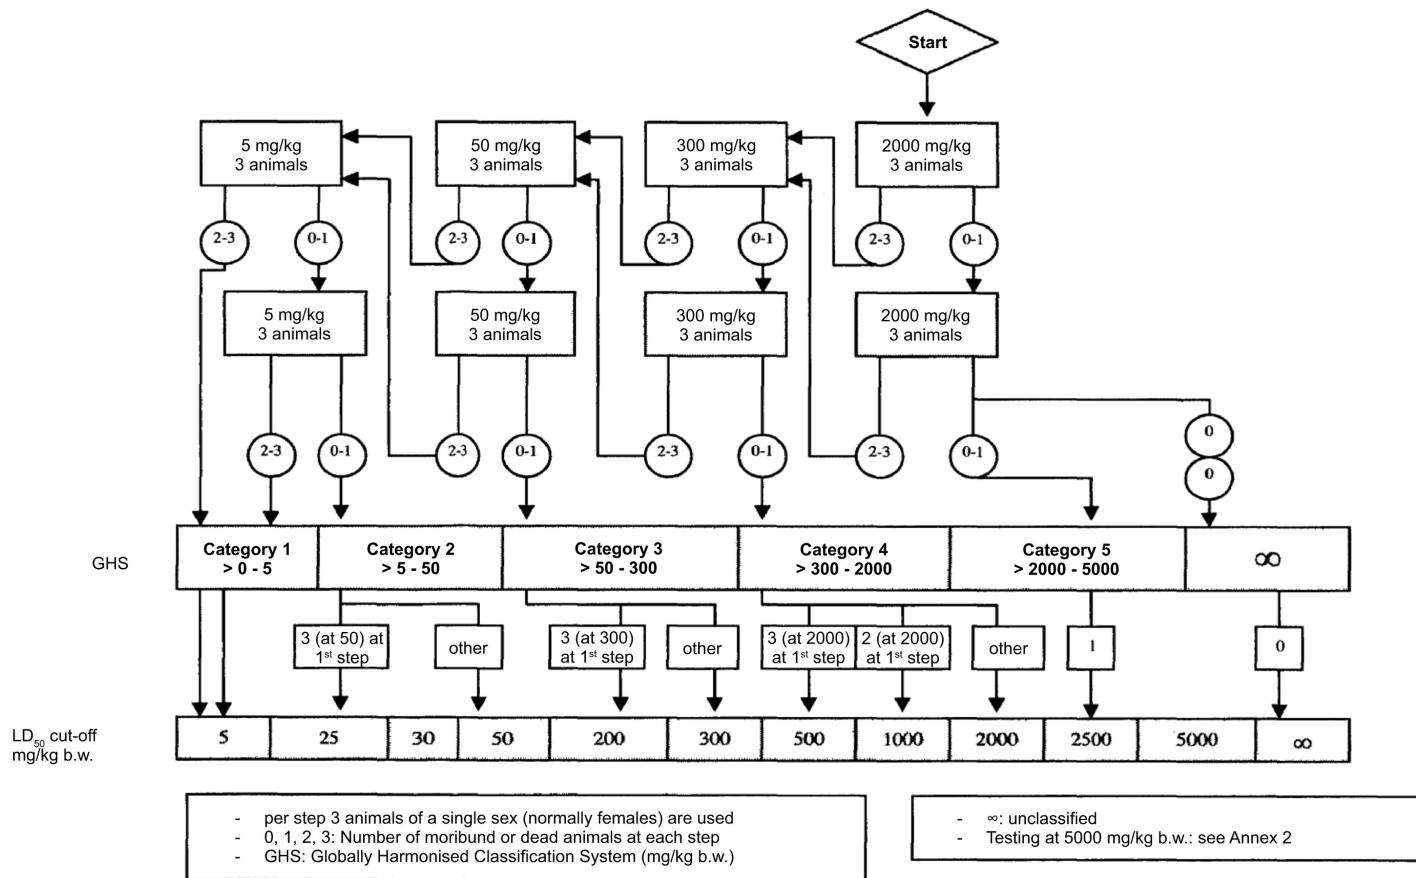 Start
5 mg/kg
3 animals
50 mg/kg
3 animals
300 mg/kg
3 animals
2000 mg/kg
3 animals
2-3
0-1
2-3
0-1
2-3
0-1
2-3
0-1
5 mg/kg
3 animals
50 mg/kg
3 animals
300 mg/kg
3 animals
2000 mg/kg
3 animals
2-3
0-1
2-3
0-1
2-3
0-1
2-3
0-1
0
0
GHS
Category 1
> 0 - 5
Category 2
> 5 - 50
Category 3
> 50 - 300
Category 4
> 300 - 2000
Category 5
> 2000 - 5000
∞
3 (at 50) at
1st step
other
3 (at 300)
at 1st step
other
3 (at 2000)
at 1st step
2 (at 2000)
at 1st step
other
1
0
LD50 cut-off
mg/kg b.w.
5
25
30
50
200
300
500
1000
2000
2500
5000
∞
- per step 3 animals of a single sex (normally females) are used
- 0, 1, 2, 3: Number of moribund or dead animals at each step
- GHS: Globally Harmonised Classification System (mg/kg b.w.)
- ∞: unclassified
- Testing at 5000 mg/kg b.w.: see Annex 2